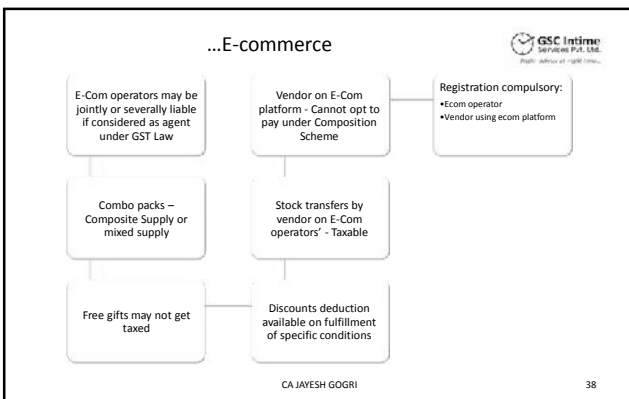 ...E-commerce
GSC Intime
Services Pvt. Ltd.
E-Com operators may be
jointly or severally liable
if considered as agent
under GST Law
Combo packs –
Composite Supply or
mixed supply
Free gifts may not get
taxed
Discounts deduction
available on fulfillment
of specific conditions
Stock transfers by
vendor on E-Com
operators' - Taxable
Vendor on E-Com
platform - Cannot opt to
pay under Composition
Scheme
Registration compulsory:
•Ecom operator
•Vendor using ecom platform
CA JAYESH GOGRI
38